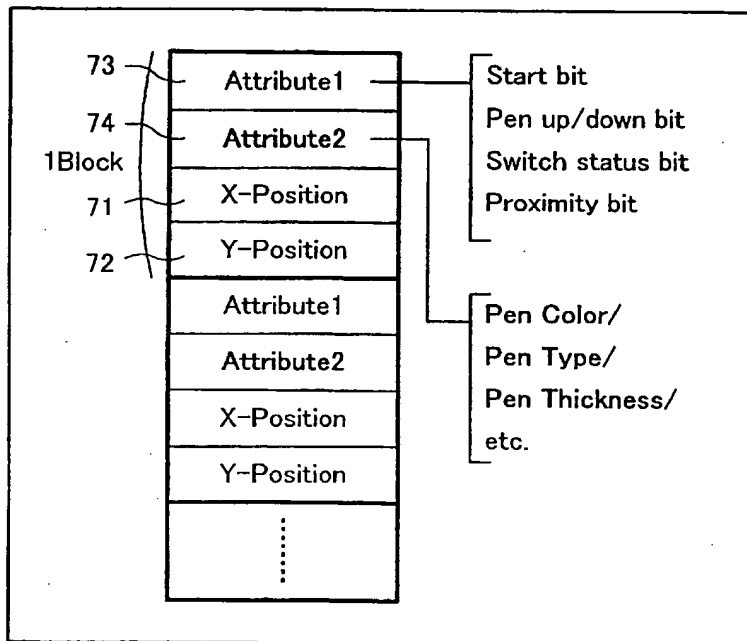 73
74
1Block
71
72
Attribute1
Attribute2
X-Position
Y-Position
Attribute1
Attribute2
X-Position
Y-Position
Start bit
Pen up/down bit
Switch status bit
Proximity bit
Pen Color/
Pen Type/
Pen Thickness/
etc.